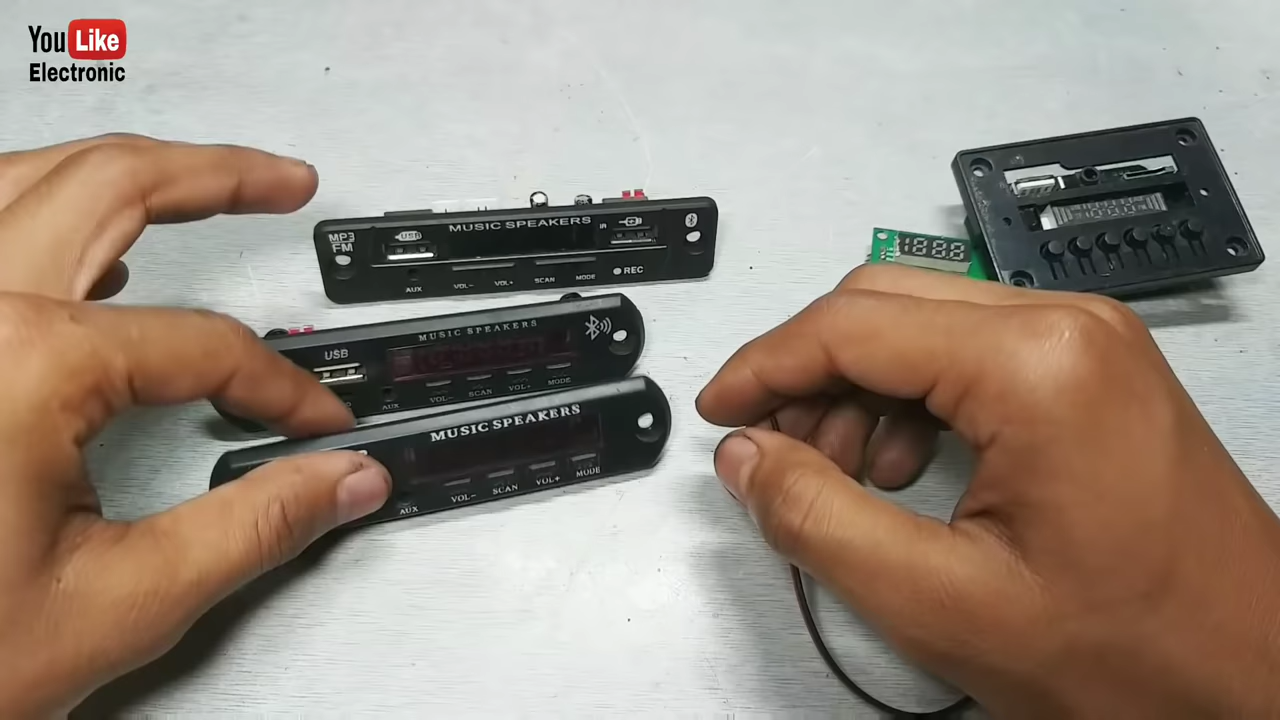 You Like
Electronic
MUSIC SPEAKERS
MP3
FM
USB
IR
AUX
VOL-
VOL+
SCAN
MODE
REC
MUSIC SPEAKERS
USB
AUX
VOL-
SCAN
VOL+
MODE
MUSIC SPEAKERS
AUX
VOL-
SCAN
VOL+
MODE
1888